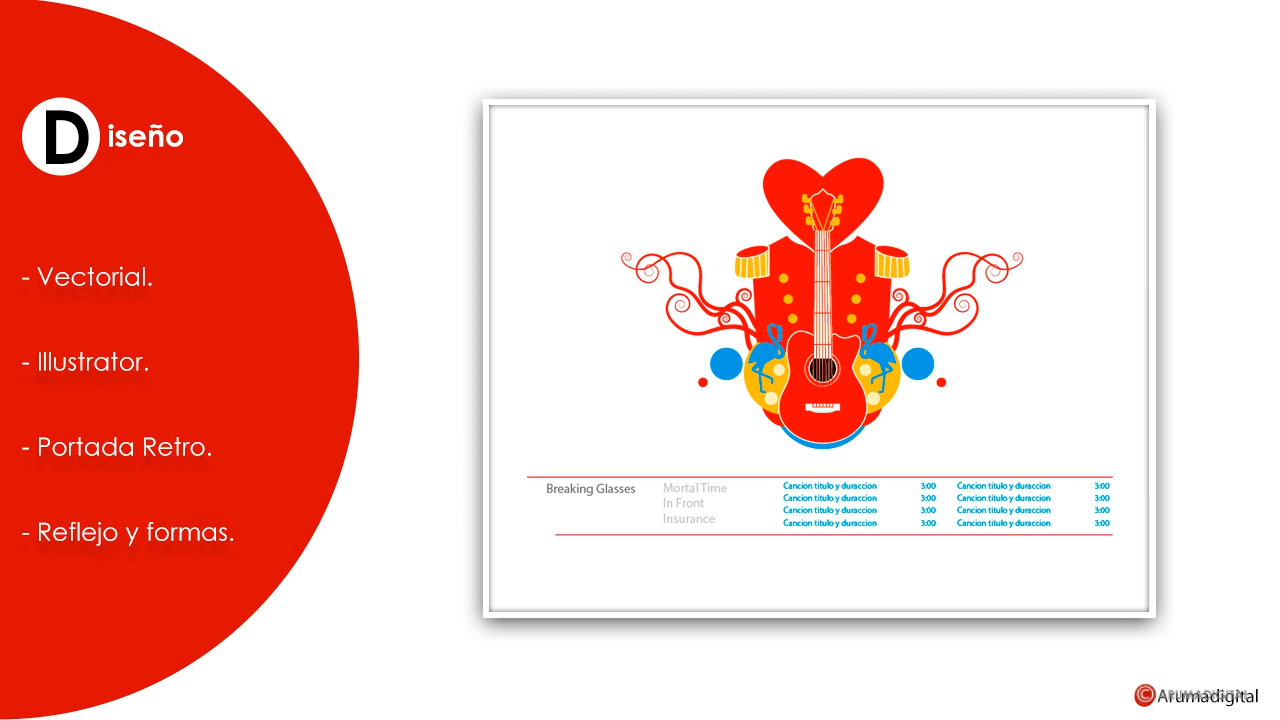 Diseño
- Vectorial.
- Illustrator.
- Portada Retro.
- Reflejo y formas.
Breaking Glasses
Mortal Time
In Front
Insurance
Cancion titulo y duraccion 3:00 Cancion titulo y duraccion 3:00
Cancion titulo y duraccion 3:00 Cancion titulo y duraccion 3:00
Cancion titulo y duraccion 3:00 Cancion titulo y duraccion 3:00
Cancion titulo y duraccion 3:00 Cancion titulo y duraccion 3:00
© Arumadigital
ARUMADIGITAL